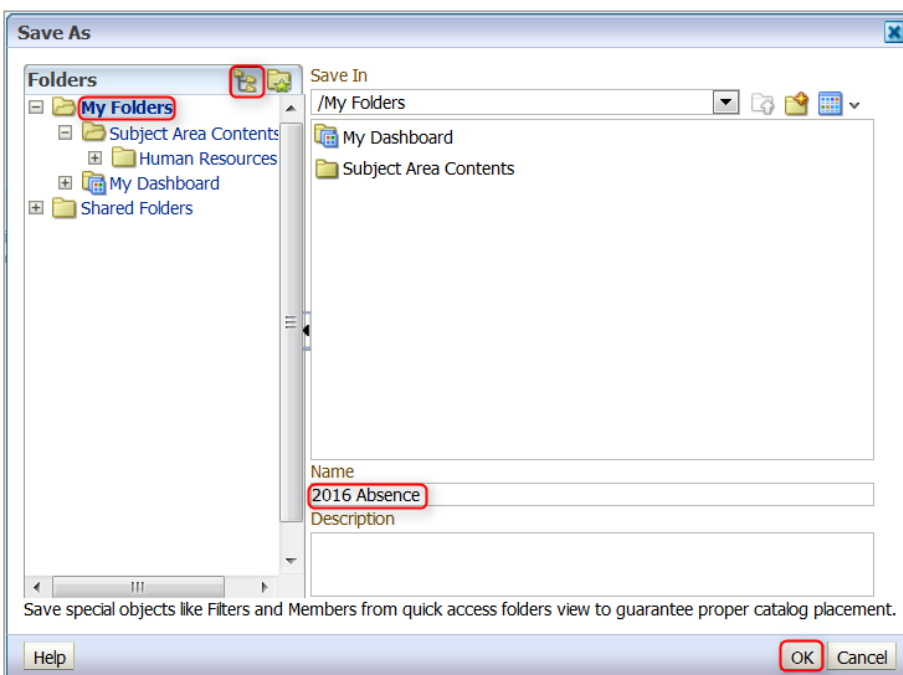 Save As
Folders
My Folders
Subject Area Contents
Human Resources
My Dashboard
Shared Folders
Save In
/My Folders
My Dashboard
Subject Area Contents
Name
2016 Absence
Description
Save special objects like Filters and Members from quick access folders view to guarantee proper catalog placement.
Help
OK
Cancel